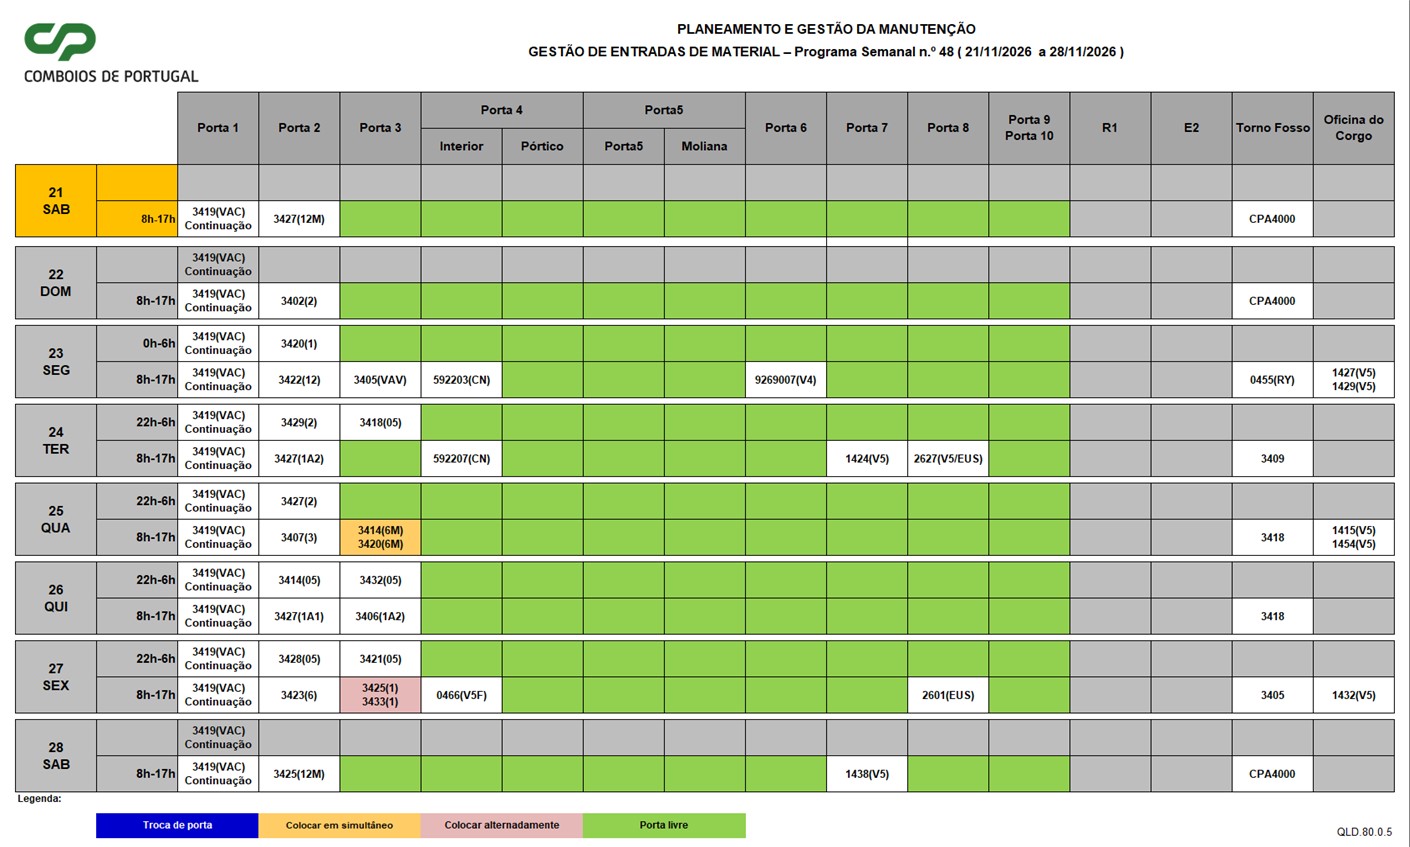 CP
COMBOIOS DE PORTUGAL
PLANEAMENTO E GESTÃO DA MANUTENÇÃO
GESTÃO DE ENTRADAS DE MATERIAL – Programa Semanal n.º 48 ( 21/11/2026 a 28/11/2026 )
Porta 1 Porta 2 Porta 3 Porta 4 Porta5 Porta 6 Porta 7 Porta 8 Porta 9 Porta 10 R1 E2 Torno Fosso Oficina do Corgo
Interior Pórtico Porta5 Moliana
21 SAB
8h-17h 3419(VAC) Continuação 3427(12M) CPA4000
22 DOM
3419(VAC) Continuação
8h-17h 3419(VAC) Continuação 3402(2) CPA4000
23 SEG
0h-6h 3419(VAC) Continuação 3420(1)
8h-17h 3419(VAC) Continuação 3422(12) 3405(VAV) 592203(CN) 9269007(V4) 0455(RY) 1427(V5) 1429(V5)
24 TER
22h-6h 3419(VAC) Continuação 3429(2) 3418(05)
8h-17h 3419(VAC) Continuação 3427(1A2) 592207(CN) 1424(V5) 2627(V5/EUS) 3409
25 QUA
22h-6h 3419(VAC) Continuação 3427(2)
8h-17h 3419(VAC) Continuação 3407(3) 3414(6M) 3420(6M) 3418 1415(V5) 1454(V5)
26 QUI
22h-6h 3419(VAC) Continuação 3414(05) 3432(05)
8h-17h 3419(VAC) Continuação 3427(1A1) 3406(1A2) 3418
27 SEX
22h-6h 3419(VAC) Continuação 3428(05) 3421(05)
8h-17h 3419(VAC) Continuação 3423(6) 3425(1) 3433(1) 0466(V5F) 2601(EUS) 3405 1432(V5)
28 SAB
3419(VAC) Continuação
8h-17h 3419(VAC) Continuação 3425(12M) 1438(V5) CPA4000
Legenda:
Troca de porta Colocar em simultáneo Colocar alternadamente Porta livre
QLD.80.0.5